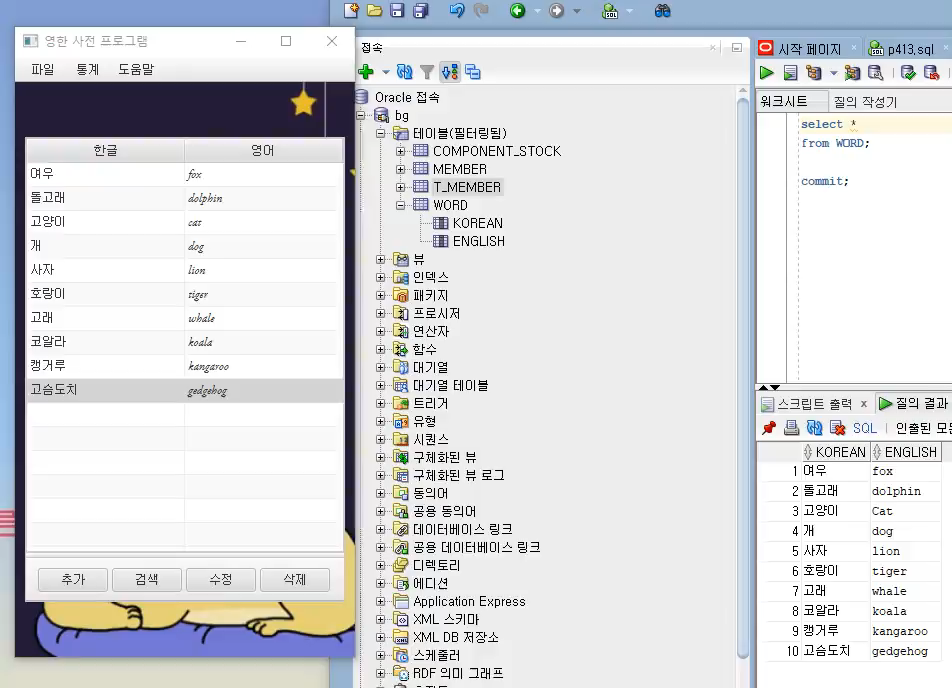 영한 사전 프로그램
파일 통계 도움말
한글 영어
여우 fox
돌고래 dolphin
고양이 cat
개 dog
사자 lion
호랑이 tiger
고래 whale
코알라 koala
캥거루 kangaroo
고슴도치 gedgehog
추가 검색 수정 삭제
접속
Oracle 접속
bg
테이블(필터링됨)
COMPONENT_STOCK
MEMBER
T_MEMBER
WORD
KOREAN
ENGLISH
뷰
인덱스
패키지
프로시저
연산자
함수
대기열
대기열 테이블
트리거
유형
시퀀스
구체화된 뷰
구체화된 뷰 로그
동의어
공용 동의어
데이터베이스 링크
공용 데이터베이스 링크
디렉토리
에디션
Application Express
XML 스키마
XML DB 저장소
스케줄러
RDF 의미 그래프
시작 페이지 p413.sql
워크시트 질의 작성기
select *
from WORD;
commit;
스크립트 출력 x 질의 결과
SQL 인출된 모든
KOREAN ENGLISH
1 여우 fox
2 돌고래 dolphin
3 고양이 Cat
4 개 dog
5 사자 lion
6 호랑이 tiger
7 고래 whale
8 코알라 koala
9 캥거루 kangaroo
10 고슴도치 gedgehog